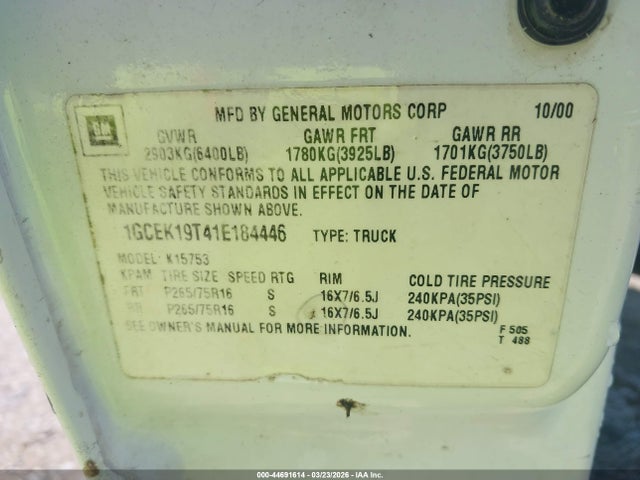 GM
MFD BY GENERAL MOTORS CORP 10/00
GVWR GAWR FRT GAWR RR
2903KG(6400LB) 1780KG(3925LB) 1701KG(3750LB)
THIS VEHICLE CONFORMS TO ALL APPLICABLE U.S. FEDERAL MOTOR
VEHICLE SAFETY STANDARDS IN EFFECT ON THE DATE OF
MANUFACTURE SHOWN ABOVE.
1GCEK19T41E184446 TYPE: TRUCK
MODEL: K15753
TIRE SIZE SPEED RTG RIM COLD TIRE PRESSURE
FRT P265/75R16 S 16X7/6.5J 240KPA(35PSI)
RR P265/75R16 S 16X7/6.5J 240KPA(35PSI)
SEE OWNER'S MANUAL FOR MORE INFORMATION.
F 505
T 488
000-44691614 | 03/23/2026 | IAA Inc.